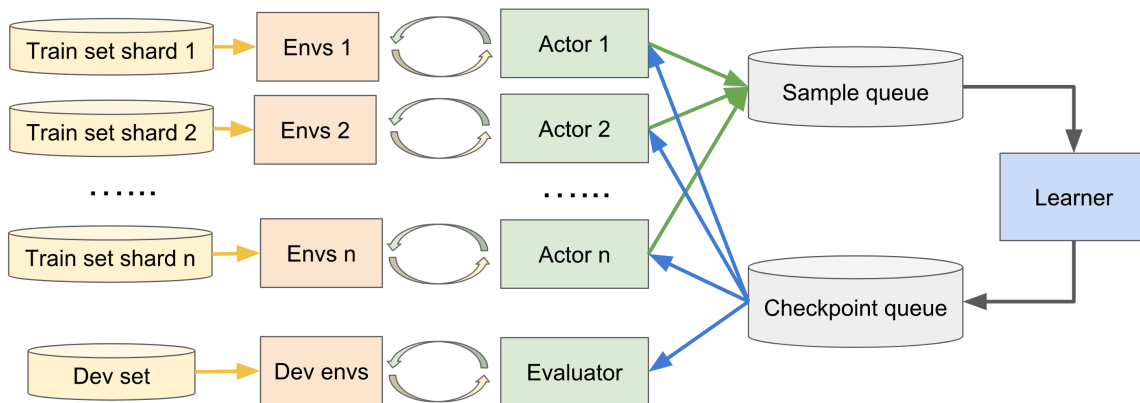 Train set shard 1
Envs 1
Actor 1
Sample queue
Train set shard 2
Envs 2
Actor 2
......
......
Learner
Train set shard n
Envs n
Actor n
Checkpoint queue
Dev set
Dev envs
Evaluator